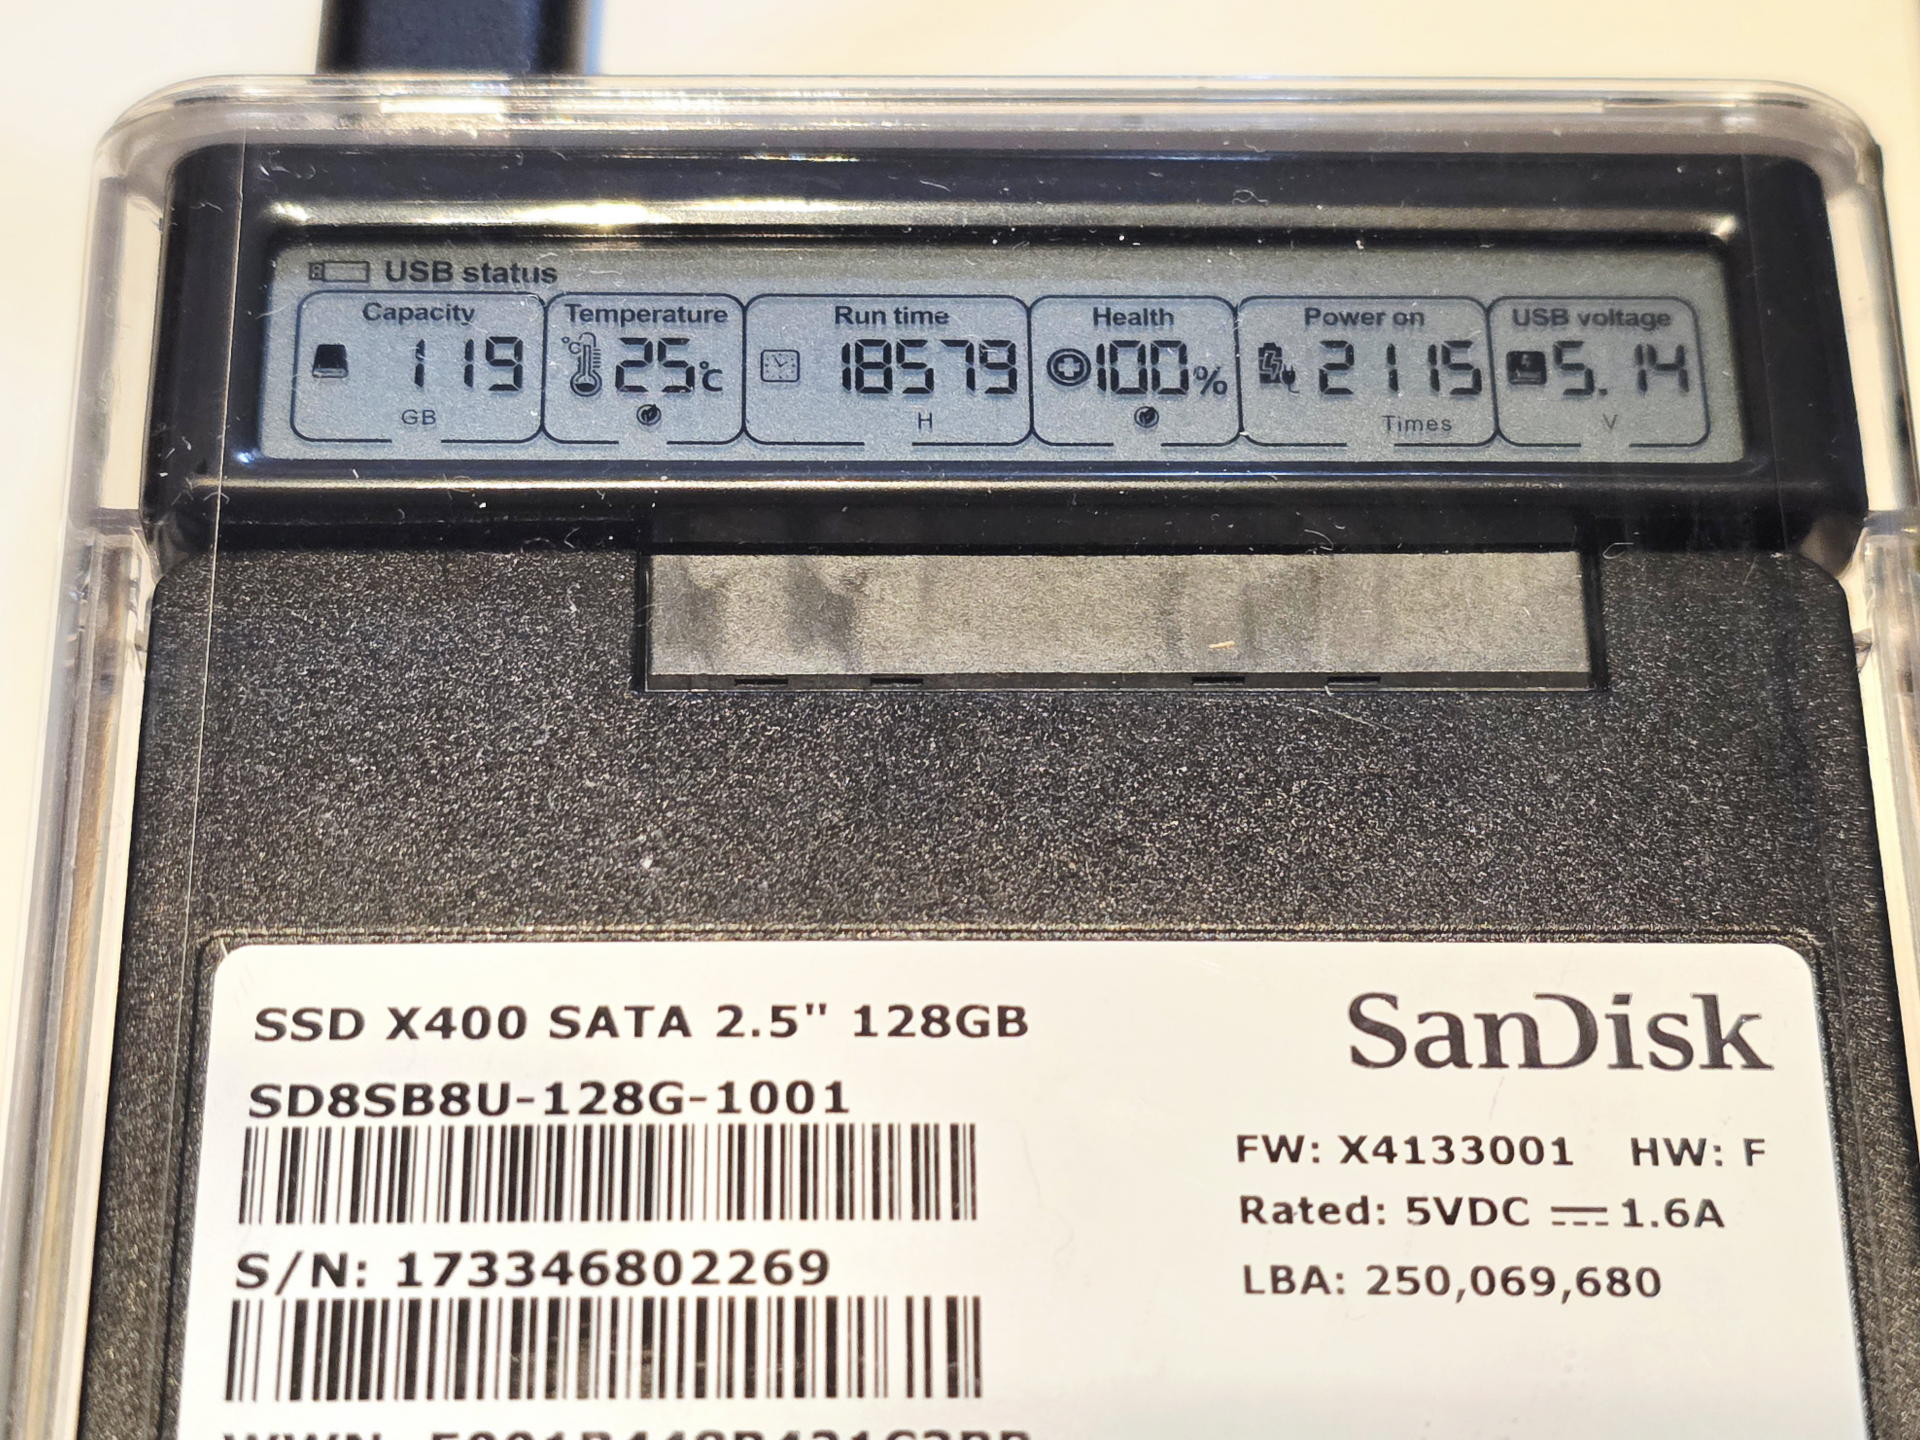 USB status
Capacity Temperature Run time Health Power on USB voltage
119 °C 25°C 18579 100% 2115 5.14
GB H Times V
SSD X400 SATA 2.5" 128GB
SanDisk
SD8SB8U-128G-1001
FW: X4133001 HW: F
Rated: 5VDC ⎓ 1.6A
S/N: 173346802269
LBA: 250,069,680